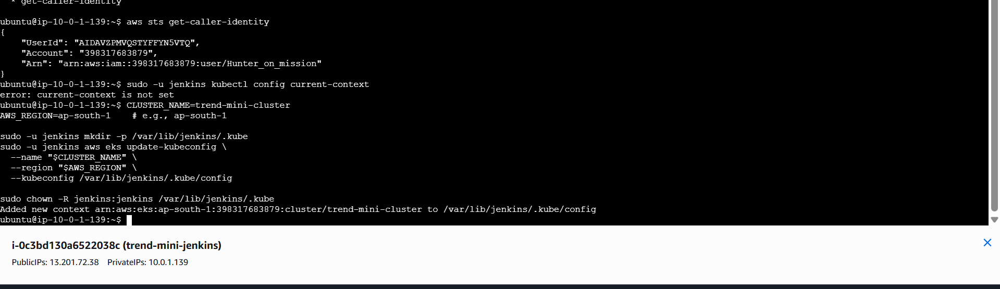 * get-caller-identity
ubuntu@ip-10-0-1-139:~$ aws sts get-caller-identity
{
    "UserId": "AIDAVZPMVQSTYFFYN5VTQ",
    "Account": "398317683879",
    "Arn": "arn:aws:iam::398317683879:user/Hunter_on_mission"
}
ubuntu@ip-10-0-1-139:~$ sudo -u jenkins kubectl config current-context
error: current-context is not set
ubuntu@ip-10-0-1-139:~$ CLUSTER_NAME=trend-mini-cluster
AWS_REGION=ap-south-1    # e.g., ap-south-1
sudo -u jenkins mkdir -p /var/lib/jenkins/.kube
sudo -u jenkins aws eks update-kubeconfig \
  --name "$CLUSTER_NAME" \
  --region "$AWS_REGION" \
  --kubeconfig /var/lib/jenkins/.kube/config
sudo chown -R jenkins:jenkins /var/lib/jenkins/.kube
Added new context arn:aws:eks:ap-south-1:398317683879:cluster/trend-mini-cluster to /var/lib/jenkins/.kube/config
ubuntu@ip-10-0-1-139:~$
i-0c3bd130a6522038c (trend-mini-jenkins)
PublicIPs: 13.201.72.38    PrivateIPs: 10.0.1.139